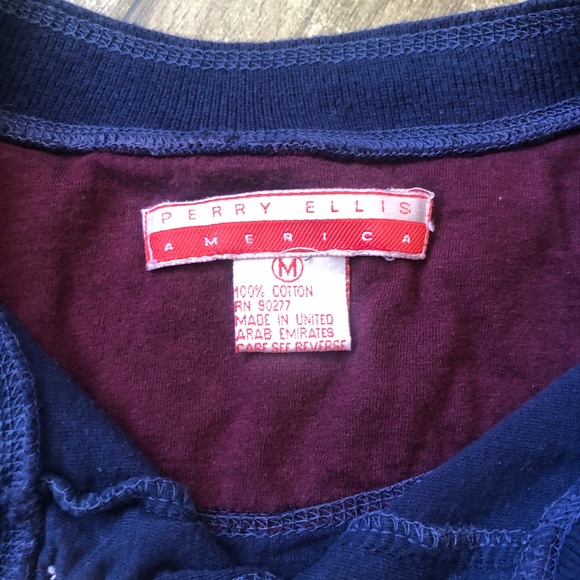 PERRY ELLIS
AMERICA
M
100% COTTON
RN 90277
MADE IN UNITED
ARAB EMIRATES
CARE SEE REVERSE